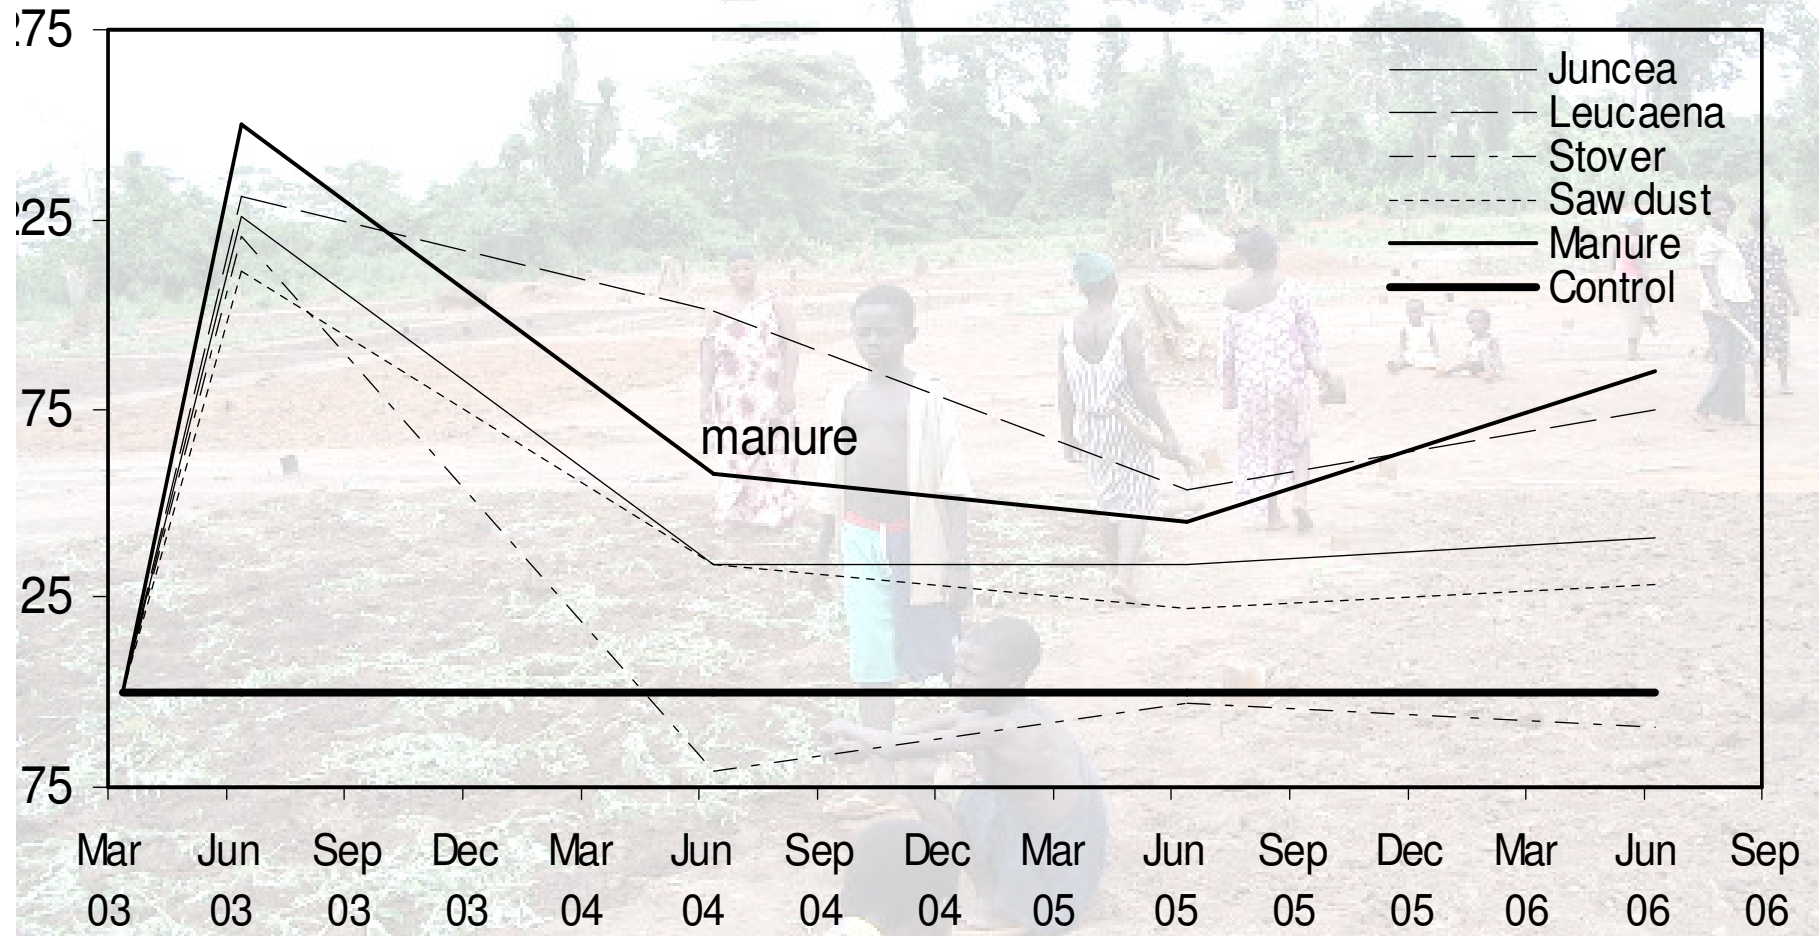 275
225
75
25
75
Juncea
Leucaena
Stover
Saw dust
Manure
Control
manure
Mar Jun Sep Dec Mar Jun Sep Dec Mar Jun Sep Dec Mar Jun Sep
03 03 03 03 04 04 04 04 05 05 05 05 06 06 06